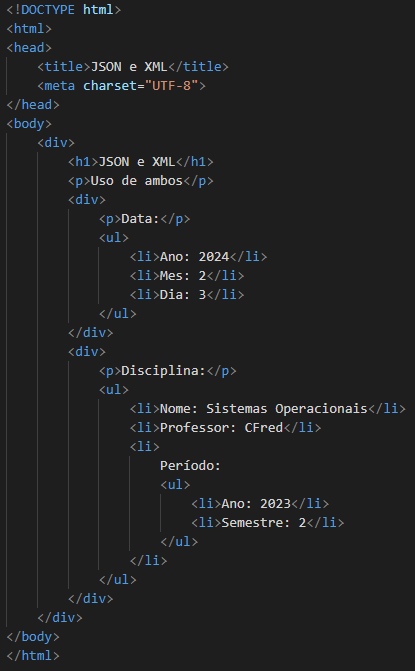 <!DOCTYPE html>
<html>
<head>
    <title>JSON e XML</title>
    <meta charset="UTF-8">
</head>
<body>
    <div>
        <h1>JSON e XML</h1>
        <p>Uso de ambos</p>
        <div>
            <p>Data:</p>
            <ul>
                <li>Ano: 2024</li>
                <li>Mes: 2</li>
                <li>Dia: 3</li>
            </ul>
        </div>
        <div>
            <p>Disciplina:</p>
            <ul>
                <li>Nome: Sistemas Operacionais</li>
                <li>Professor: CFred</li>
                <li>
                    Período:
                    <ul>
                        <li>Ano: 2023</li>
                        <li>Semestre: 2</li>
                    </ul>
                </li>
            </ul>
        </div>
    </div>
</body>
</html>